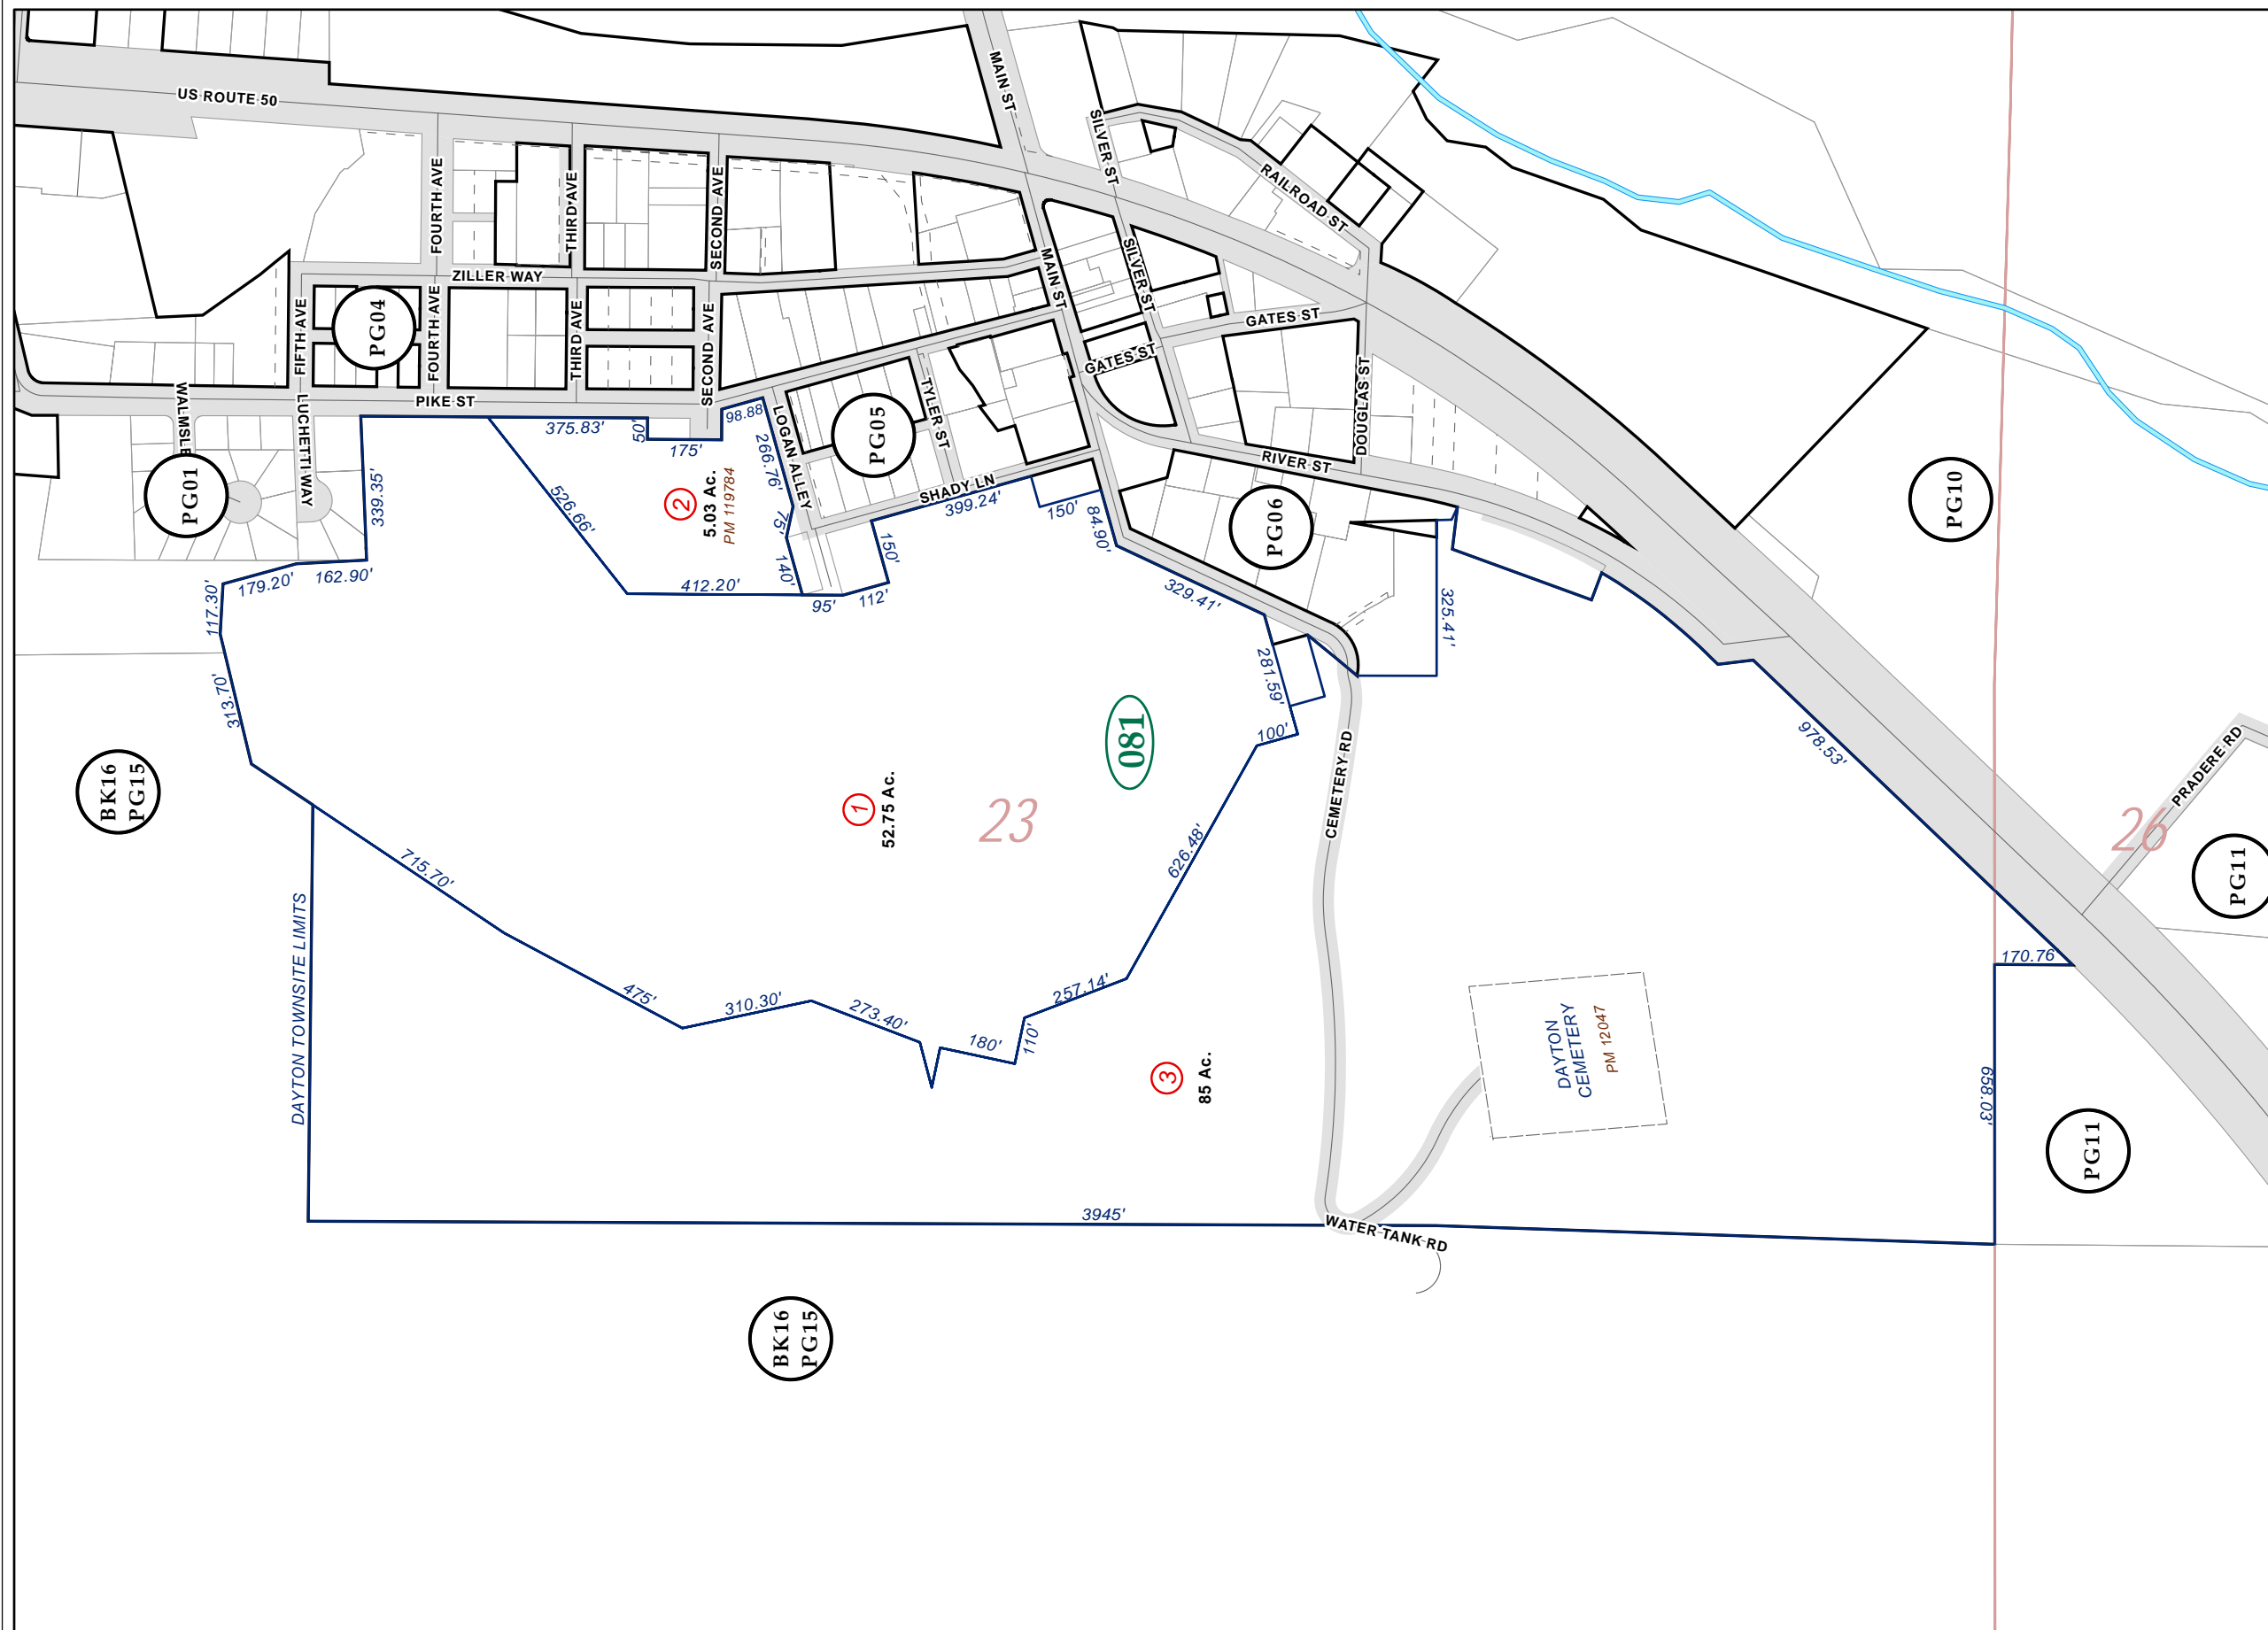 US ROUTE 50
MAIN ST
SILVER ST
RAILROAD ST
FOURTH AVE
THIRD AVE
SECOND AVE
ZILLER WAY
MAIN ST
SILVER ST
GATES ST
GATES ST
FIFTH AVE
PG04
FOURTH AVE
THIRD AVE
SECOND AVE
PIKE ST
DOUGLAS ST
WALMSLE
LUCHETTI WAY
LOGAN ALLEY
TYLER ST
PG05
SHADY LN
RIVER ST
PG01
PG06
PG10
375.83'
50'
175'
98.88'
266.76'
75'
140'
339.35'
526.66'
2
5.03 Ac.
PM 119784
412.20'
95'
112'
150'
399.24'
150'
84.90'
329.41'
325.41'
281.59'
100'
162.90'
179.20'
117.30'
313.70'
BK16
PG15
715.70'
1
52.75 Ac.
23
081
626.48'
CEMETERY RD
978.53'
PRADERE RD
26
PG11
170.76'
DAYTON TOWNSITE LIMITS
475'
310.30'
273.40'
180'
110'
257.14'
3
85 Ac.
DAYTON
CEMETERY
PM 12047
658.03'
PG11
3945'
WATER TANK RD
BK16
PG15